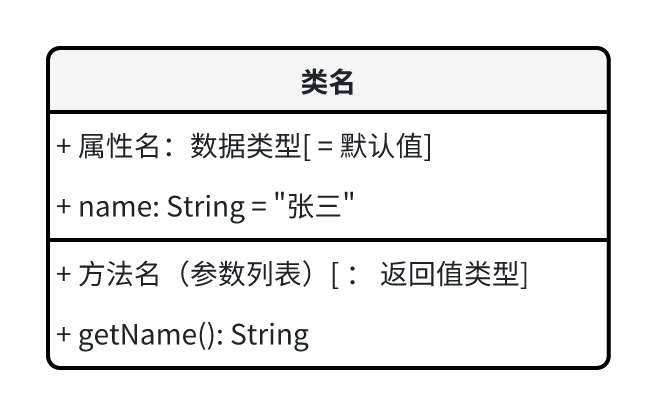 类名
+ 属性名：数据类型[ = 默认值]
+ name: String = "张三"
+ 方法名（参数列表）[ ： 返回值类型]
+ getName(): String